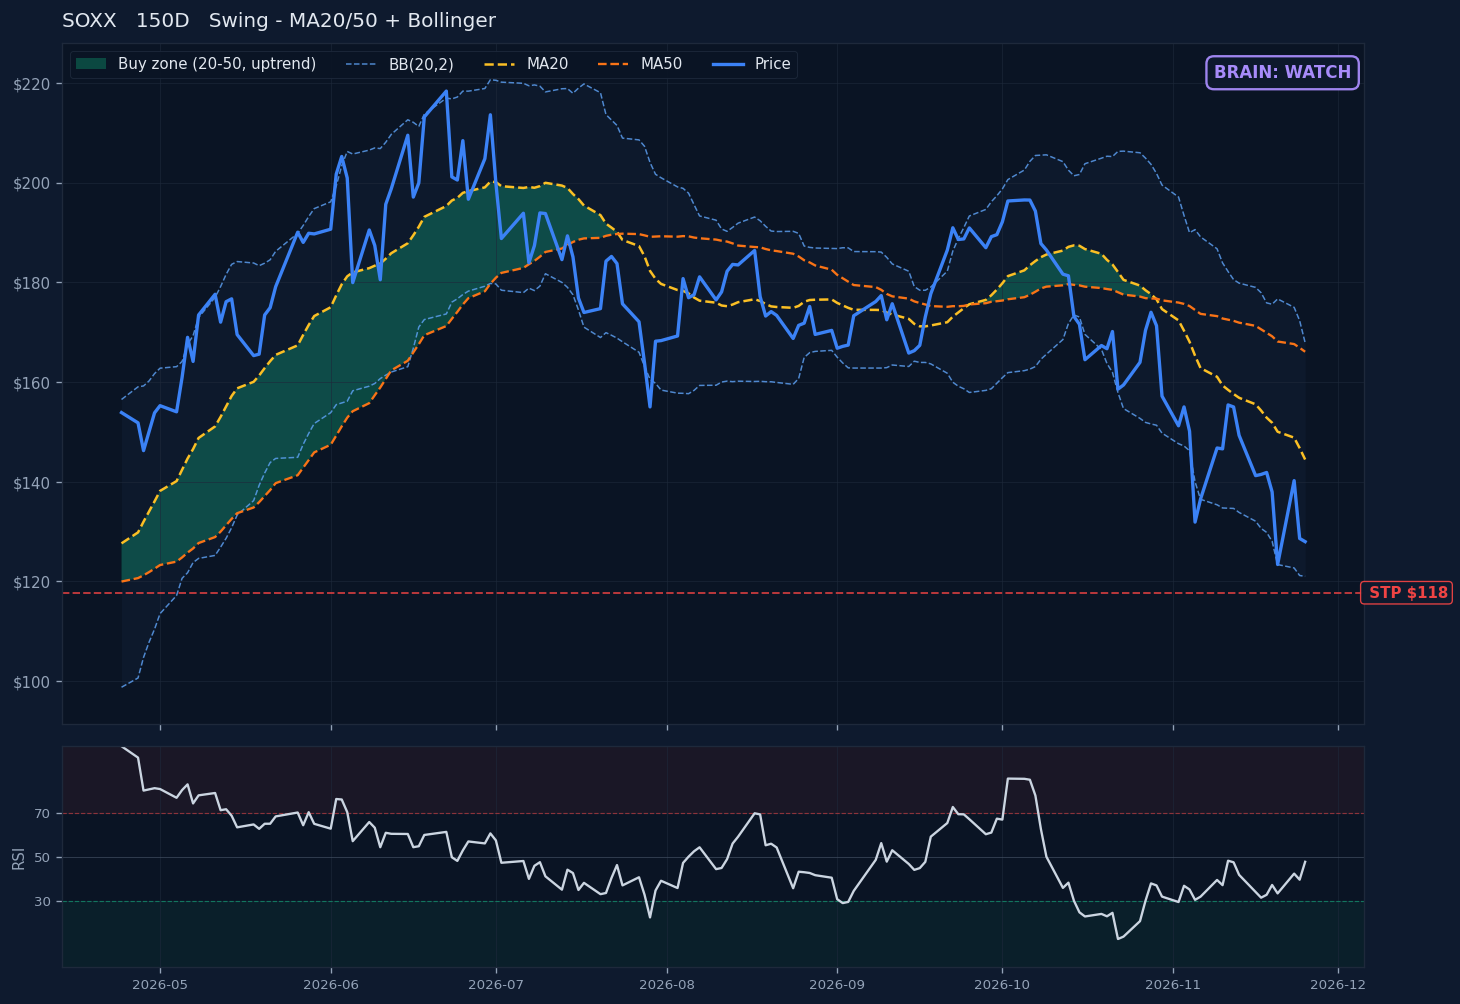 SOXX 150D Swing - MA20/50 + Bollinger
Buy zone (20-50, uptrend) BB(20,2) MA20 MA50 Price
BRAIN: WATCH
$220
$200
$180
$160
$140
$120
$100
STP $118
RSI
70
50
30
2026-05 2026-06 2026-07 2026-08 2026-09 2026-10 2026-11 2026-12